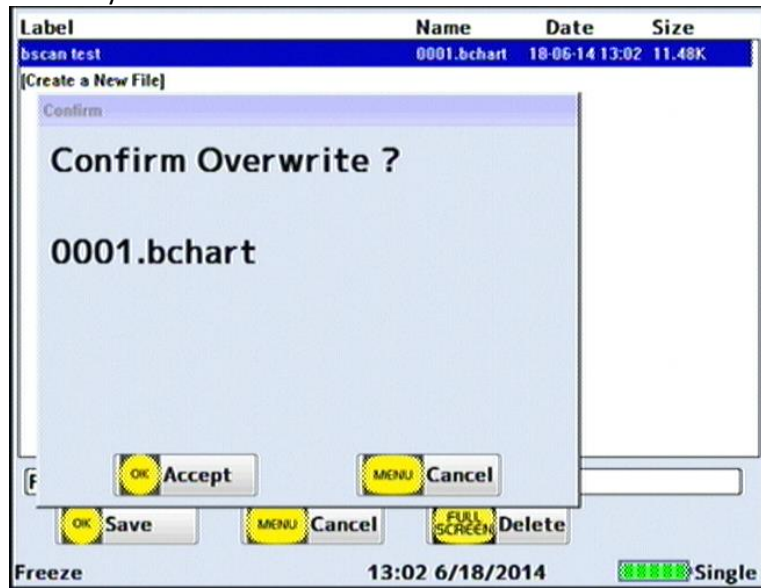 Label Name Date Size
bscan test 0001.bchart 18-06-14 13:02 11.48K
[Create a New File]
Confirm
Confirm Overwrite ?
0001.bchart
OK Accept MENU Cancel
F
OK Save MENU Cancel FULL SCREEN Delete
Freeze 13:02 6/18/2014 Single